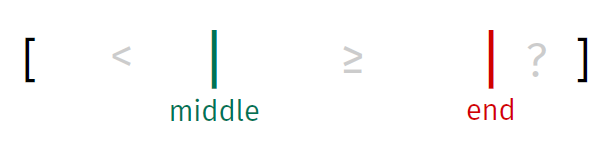 [ < | ≥ | ? ]
middle end